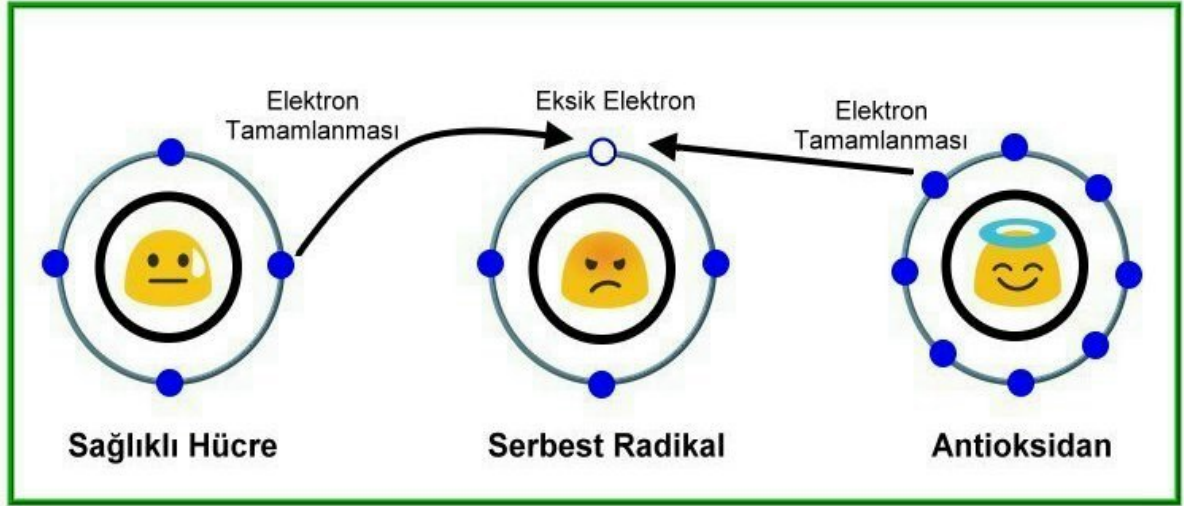 Elektron
Tamamlanması
Eksik Elektron
Elektron
Tamamlanması
Sağlıklı Hücre
Serbest Radikal
Antioksidan